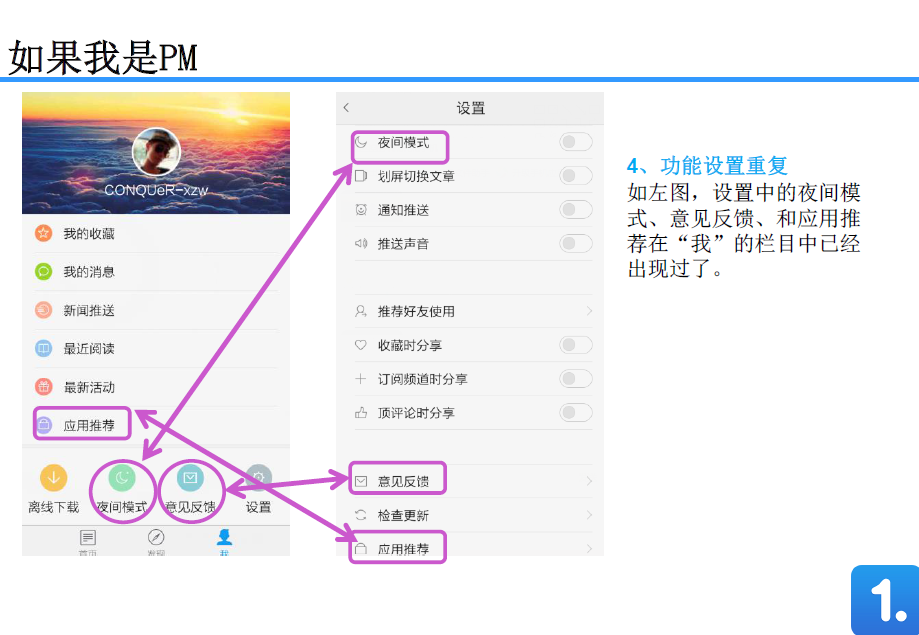 如果我是PM
CONQUeR-xzw
我的收藏
我的消息
新闻推送
最近阅读
最新活动
应用推荐
离线下载
夜间模式
意见反馈
设置
首页
发现
我
设置
夜间模式
划屏切换文章
通知推送
推送声音
推荐好友使用
收藏时分享
订阅频道时分享
顶评论时分享
意见反馈
检查更新
应用推荐
4、功能设置重复
如左图，设置中的夜间模
式、意见反馈、和应用推
荐在“我”的栏目中已经
出现过了。
1.